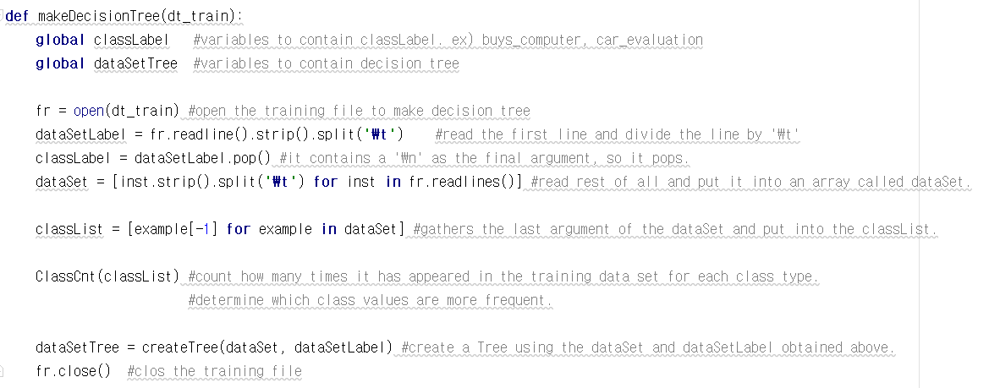 def makeDecisionTree(dt_train):
global classLabel   #variables to contain classLabel. ex) buys_computer, car_evaluation
global dataSetTree  #variables to contain decision tree
fr = open(dt_train) #open the training file to make decision tree
dataSetLabel = fr.readline().strip().split('₩t')    #read the first line and divide the line by '₩t'
classLabel = dataSetLabel.pop() #it contains a '₩n' as the final argument, so it pops.
dataSet = [inst.strip().split('₩t') for inst in fr.readlines()] #read rest of all and put it into an array called dataSet.
classList = [example[-1] for example in dataSet] #gathers the last argument of the dataSet and put into the classList.
ClassCnt(classList) #count how many times it has appeared in the training data set for each class type.
#determine which class values are more frequent.
dataSetTree = createTree(dataSet, dataSetLabel) #create a Tree using the dataSet and dataSetLabel obtained above.
fr.close()  #clos the training file